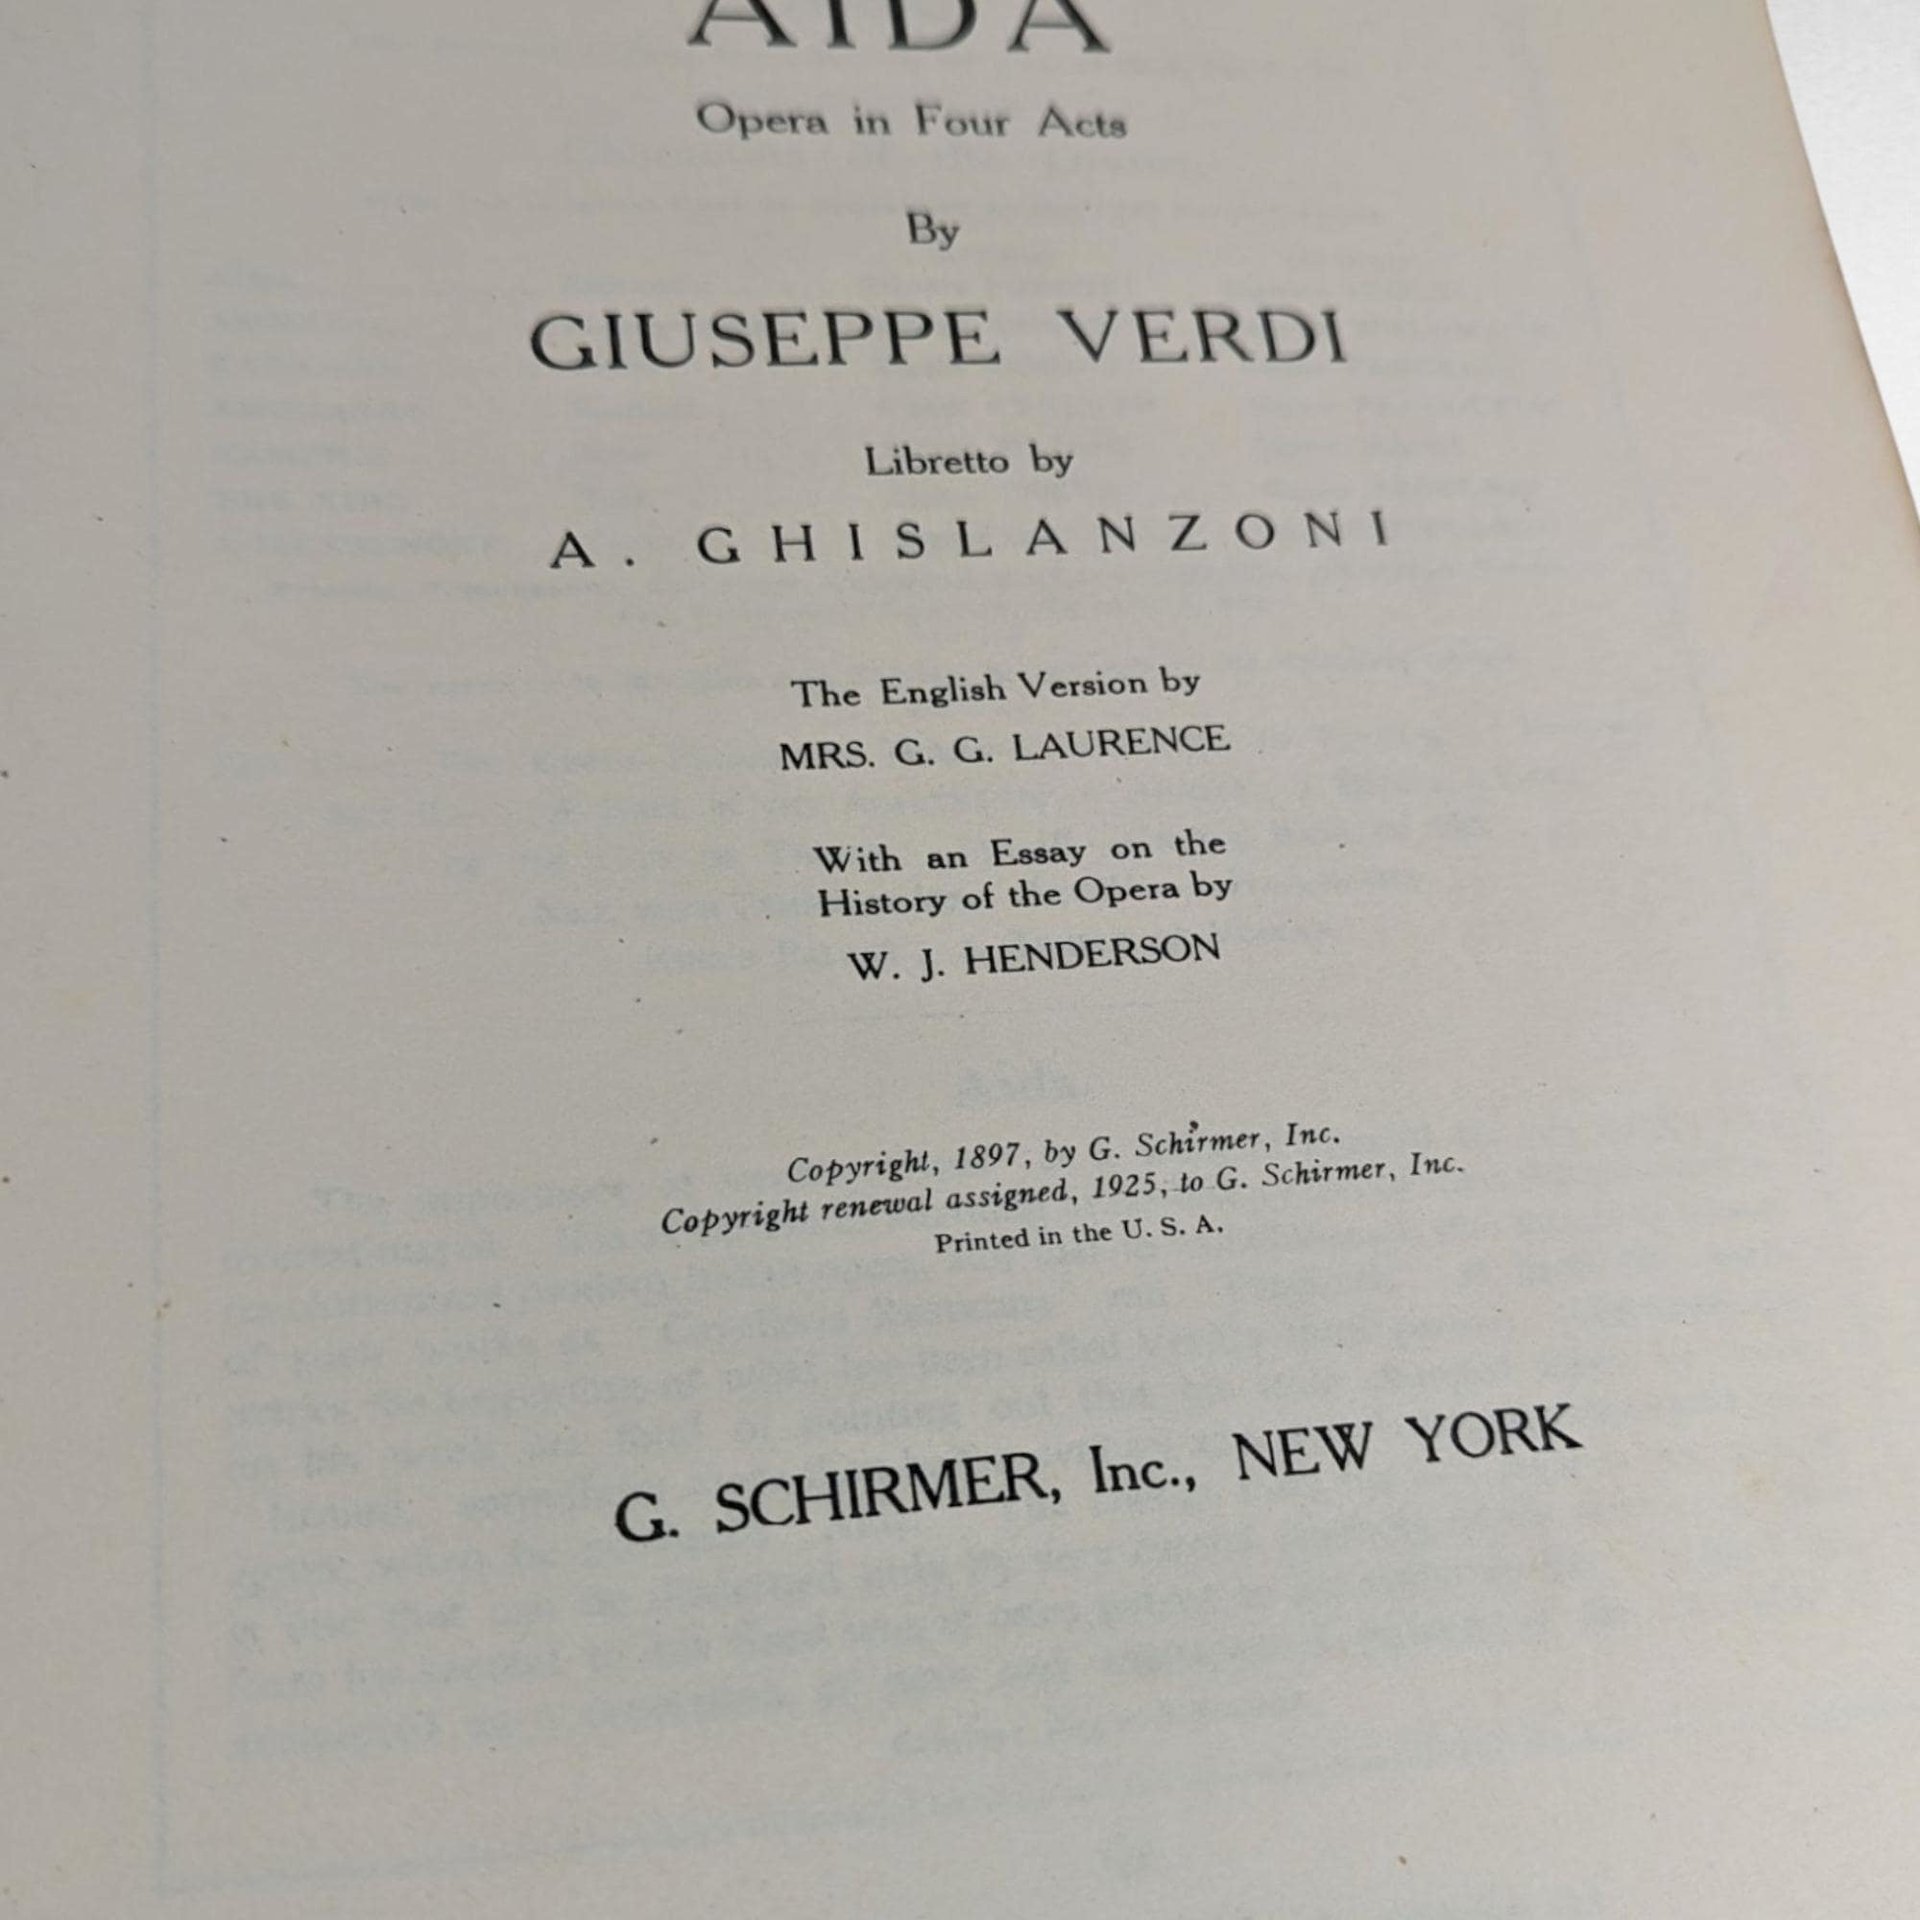 AIDA
Opera in Four Acts
By
GIUSEPPE VERDI
Libretto by
A. GHISLANZONI
The English Version by
MRS. G. G. LAURENCE
With an Essay on the
History of the Opera by
W. J. HENDERSON
Copyright, 1897, by G. Schirmer, Inc.
Copyright renewal assigned, 1925, to G. Schirmer, Inc.
Printed in the U. S. A.
G. SCHIRMER, Inc., NEW YORK